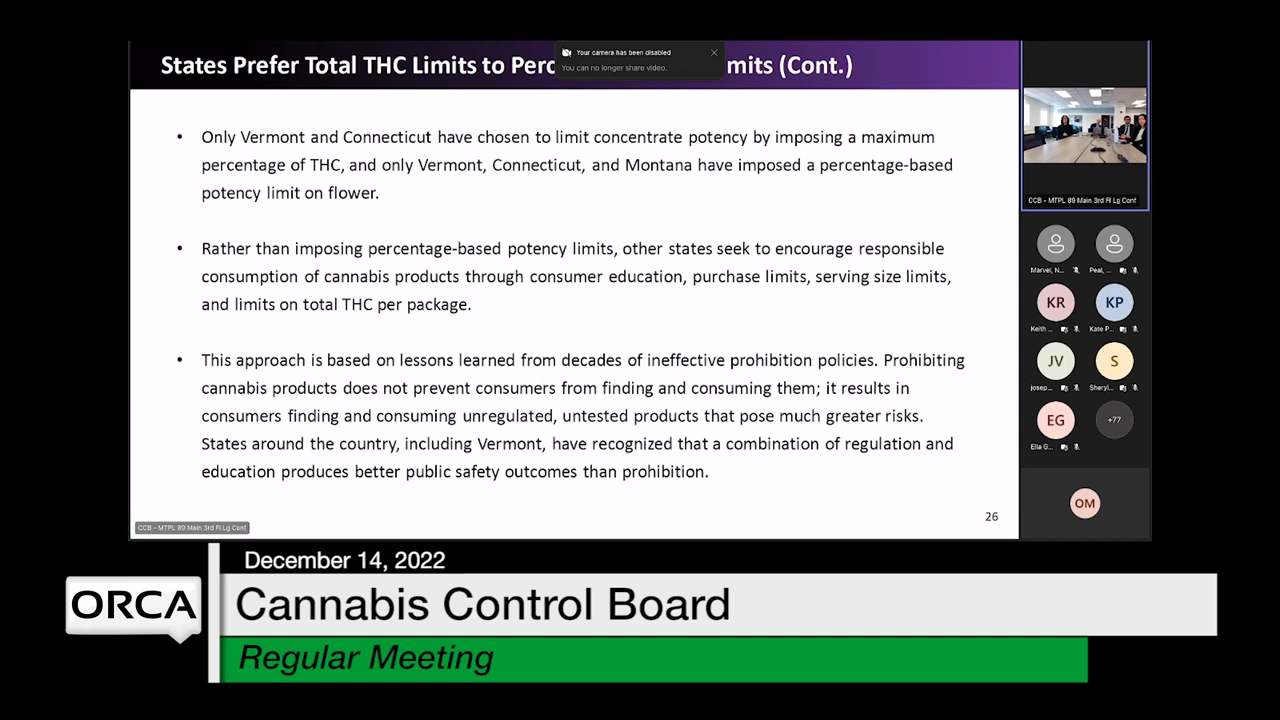 States Prefer Total THC Limits to Perc
mits (Cont.)
Your camera has been disabled
You can no longer share video.
• Only Vermont and Connecticut have chosen to limit concentrate potency by imposing a maximum
percentage of THC, and only Vermont, Connecticut, and Montana have imposed a percentage-based
potency limit on flower.
• Rather than imposing percentage-based potency limits, other states seek to encourage responsible
consumption of cannabis products through consumer education, purchase limits, serving size limits,
and limits on total THC per package.
• This approach is based on lessons learned from decades of ineffective prohibition policies. Prohibiting
cannabis products does not prevent consumers from finding and consuming them; it results in
consumers finding and consuming unregulated, untested products that pose much greater risks.
States around the country, including Vermont, have recognized that a combination of regulation and
education produces better public safety outcomes than prohibition.
26
CCB - MTPL 89 Main 3rd Fl Lg Conf
CCB - MTPL 89 Main 3rd Fl Lg Conf
Marvel, N...
Peal, ...
KR
KP
Keith ...
Kate P...
JV
S
josep...
Sheryl...
EG
+77
Ella G...
OM
December 14, 2022
ORCA
Cannabis Control Board
Regular Meeting